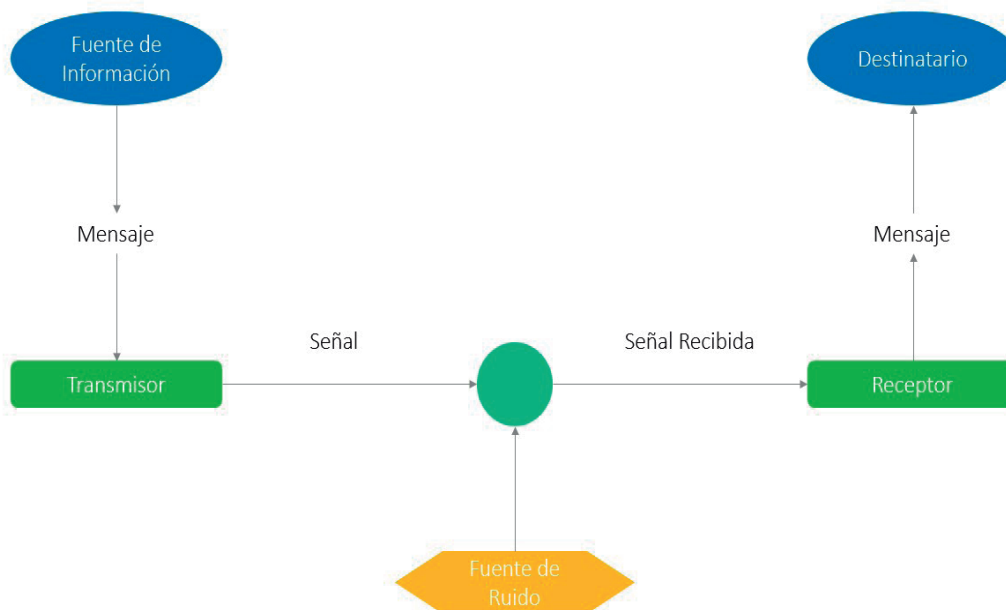 Fuente de
Información
Destinatario
Mensaje
Mensaje
Señal
Señal Recibida
Transmisor
Receptor
Fuente de
Ruido